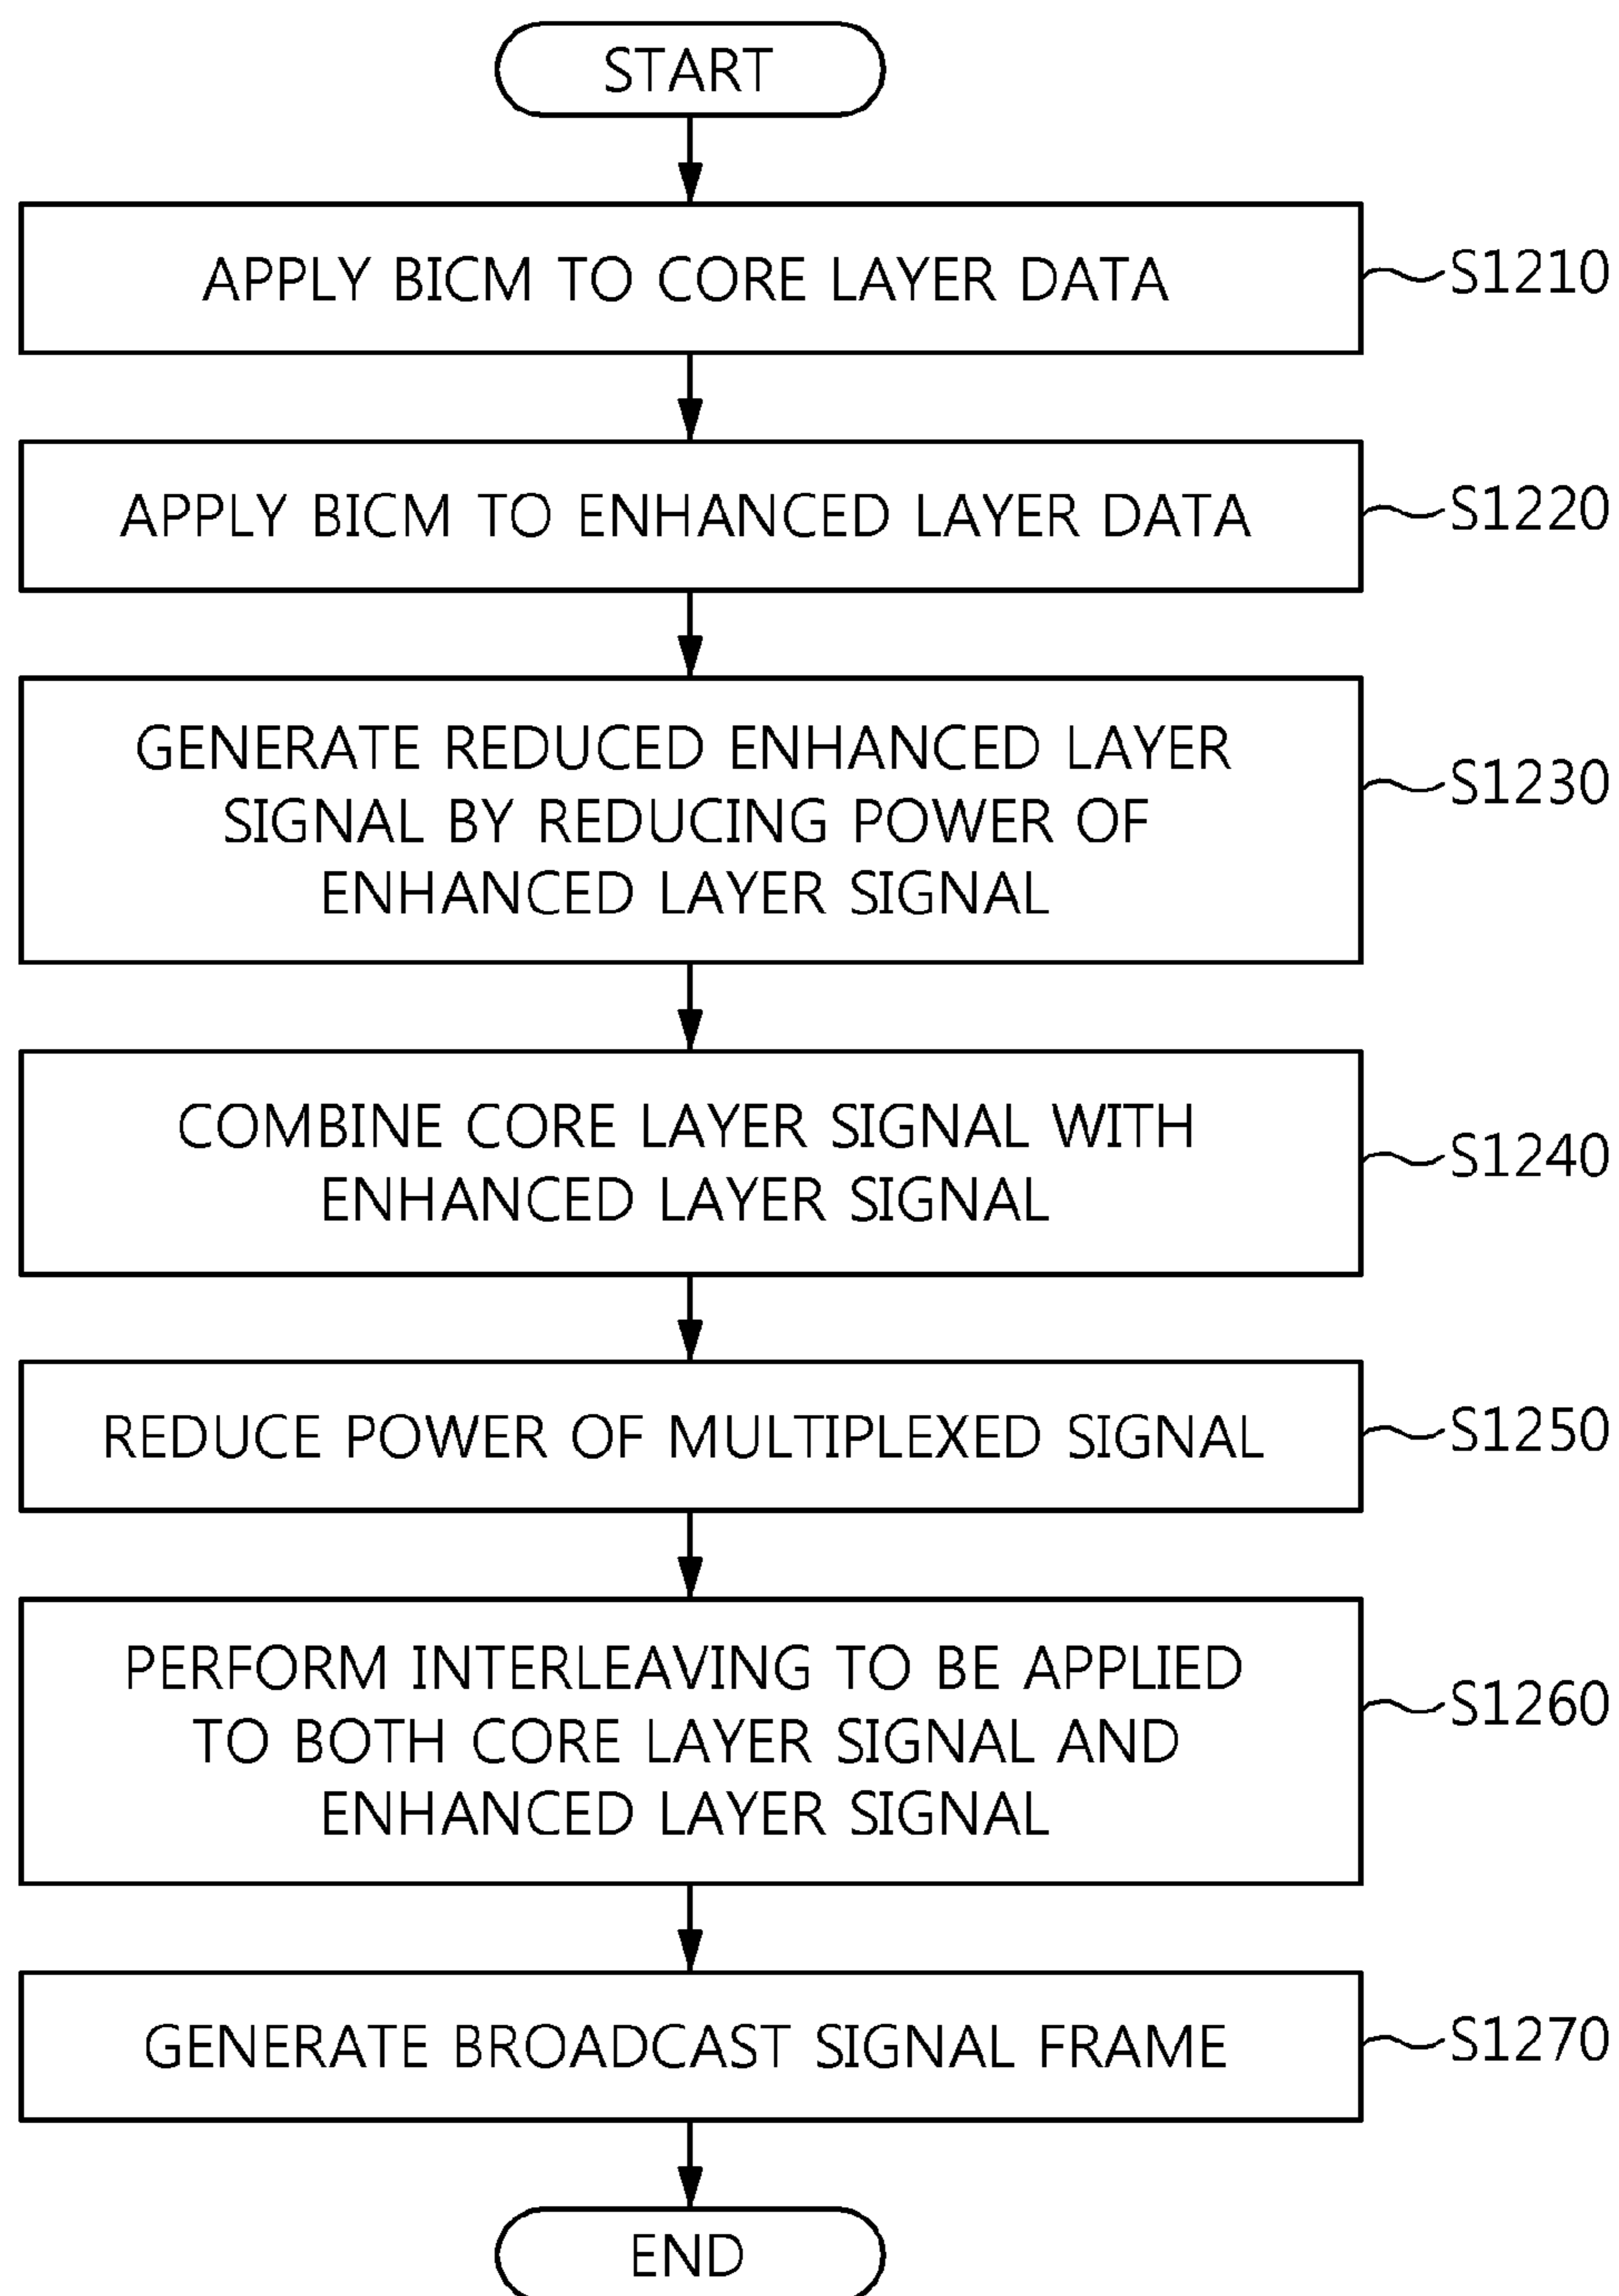 START
APPLY BICM TO CORE LAYER DATA
S1210
APPLY BICM TO ENHANCED LAYER DATA
S1220
GENERATE REDUCED ENHANCED LAYER
SIGNAL BY REDUCING POWER OF
ENHANCED LAYER SIGNAL
S1230
COMBINE CORE LAYER SIGNAL WITH
ENHANCED LAYER SIGNAL
S1240
REDUCE POWER OF MULTIPLEXED SIGNAL
S1250
PERFORM INTERLEAVING TO BE APPLIED
TO BOTH CORE LAYER SIGNAL AND
ENHANCED LAYER SIGNAL
S1260
GENERATE BROADCAST SIGNAL FRAME
S1270
END